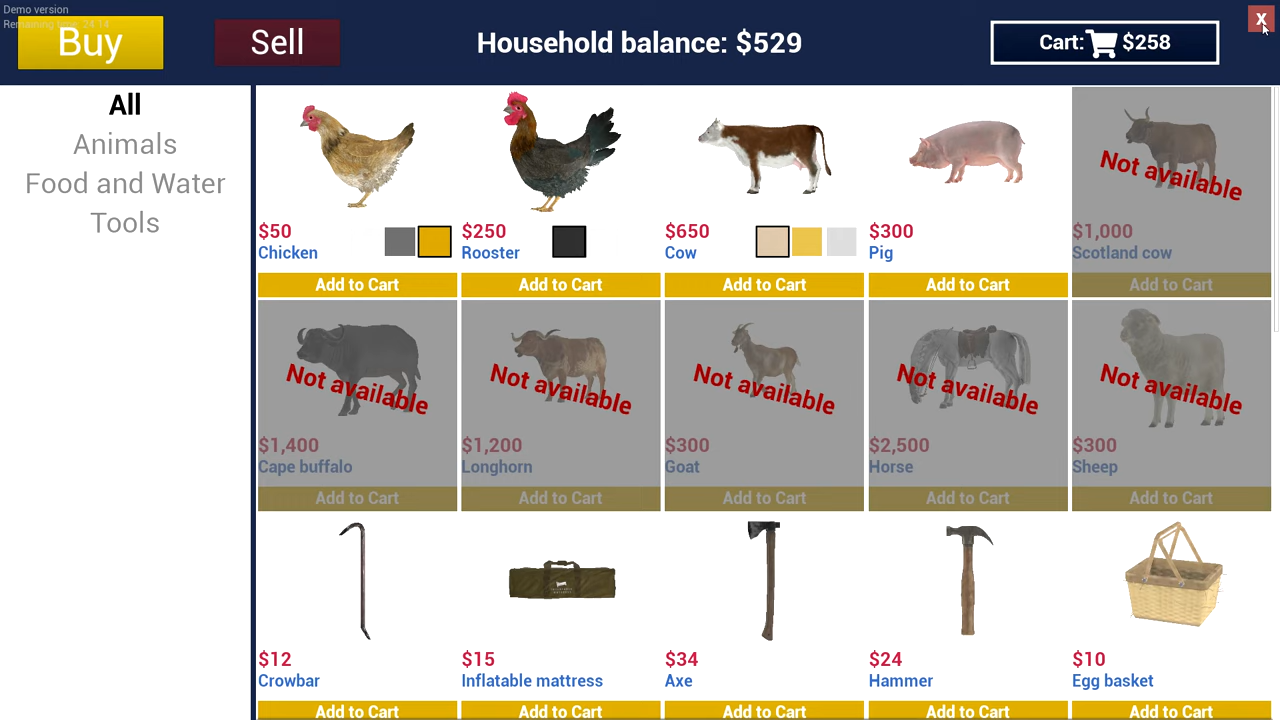 Demo version
Remaining time: 24:14
Buy
Sell
Household balance: $529
Cart: $258
X
All
Animals
Food and Water
Tools
$50
Chicken
Add to Cart
$250
Rooster
Add to Cart
$650
Cow
Add to Cart
$300
Pig
Add to Cart
Not available
$1,000
Scotland cow
Add to Cart
Not available
$1,400
Cape buffalo
Add to Cart
Not available
$1,200
Longhorn
Add to Cart
Not available
$300
Goat
Add to Cart
Not available
$2,500
Horse
Add to Cart
Not available
$300
Sheep
Add to Cart
$12
Crowbar
Add to Cart
$15
Inflatable mattress
Add to Cart
$34
Axe
Add to Cart
$24
Hammer
Add to Cart
$10
Egg basket
Add to Cart